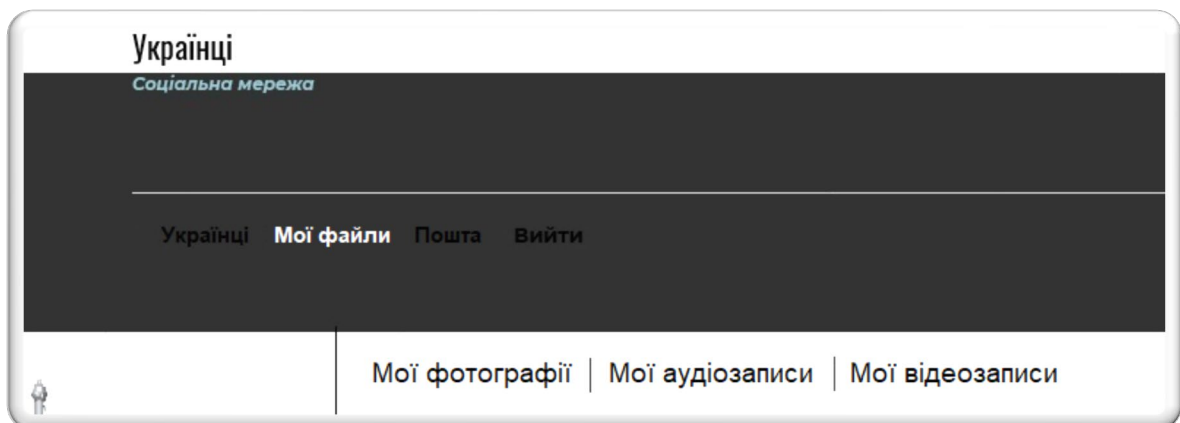 Українці
Соціальна мережа
Українці Мої файли Пошта Вийти
Мої фотографії Мої аудіозаписи Мої відеозаписи